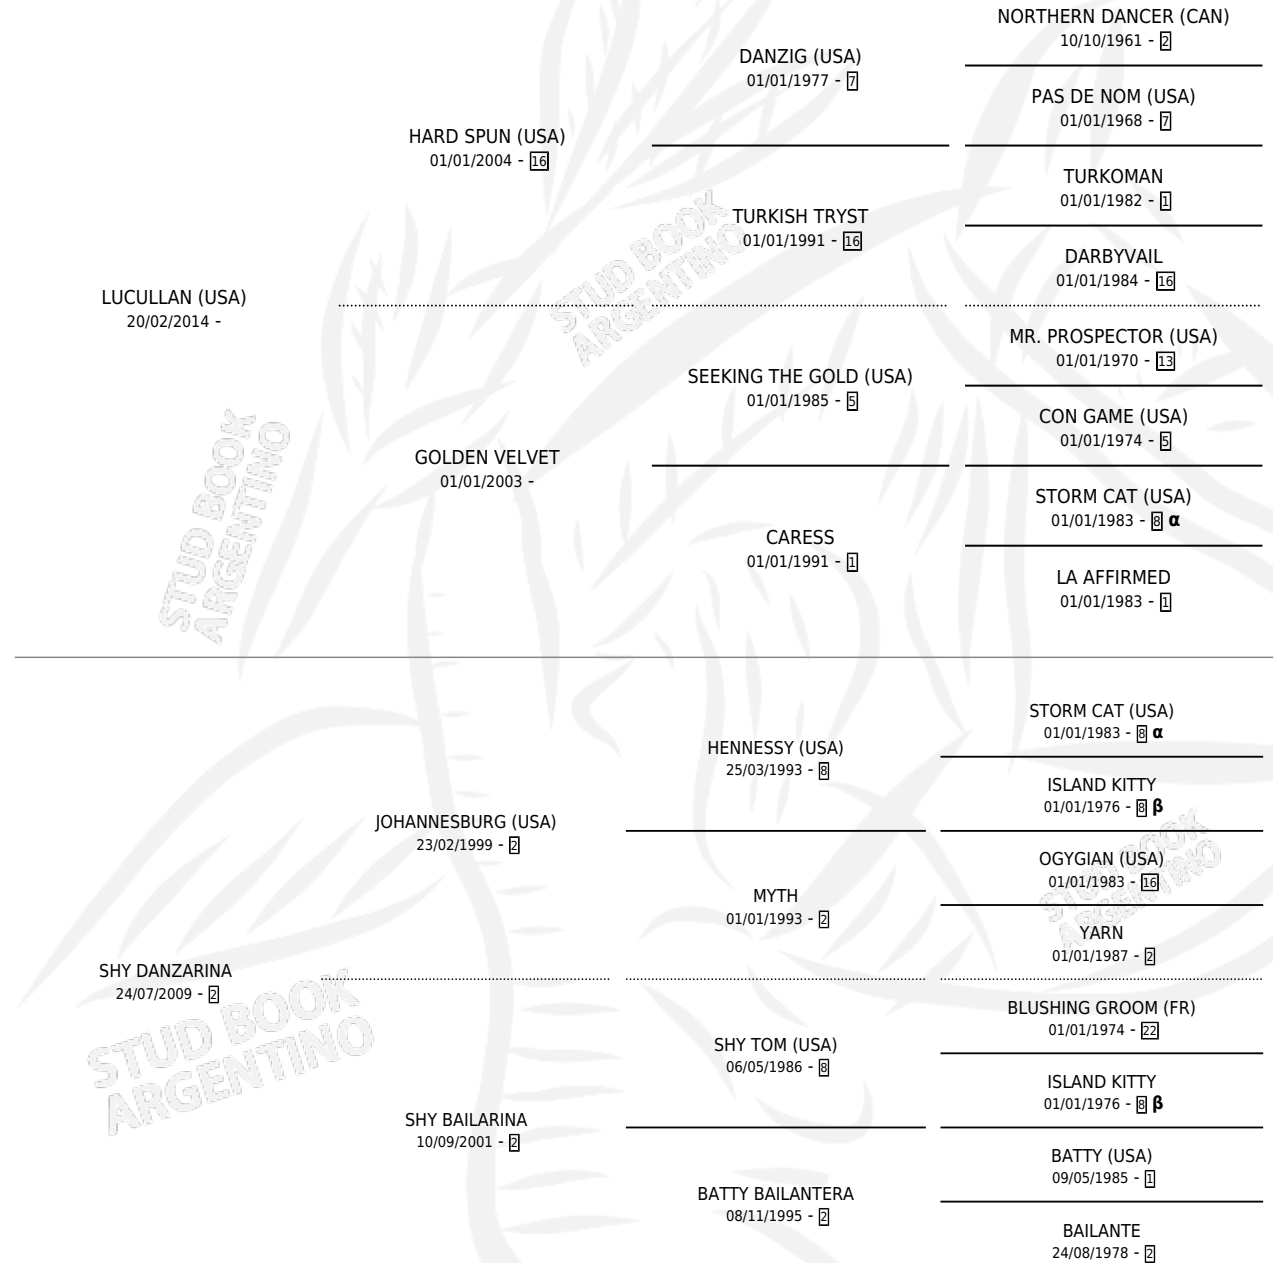 NORTHERN DANCER (CAN)
10/10/1961 - 2
DANZIG (USA)
01/01/1977 - 7
PAS DE NOM (USA)
01/01/1968 - 7
HARD SPUN (USA)
01/01/2004 - 16
TURKOMAN
01/01/1982 - 1
TURKISH TRYST
01/01/1991 - 16
DARBYVAIL
01/01/1984 - 16
LUCULLAN (USA)
20/02/2014 -
MR. PROSPECTOR (USA)
01/01/1970 - 13
SEEKING THE GOLD (USA)
01/01/1985 - 5
CON GAME (USA)
01/01/1974 - 5
GOLDEN VELVET
01/01/2003 -
STORM CAT (USA)
01/01/1983 - 8 α
CARESS
01/01/1991 - 1
LA AFFIRMED
01/01/1983 - 1
STORM CAT (USA)
01/01/1983 - 8 α
HENNESSY (USA)
25/03/1993 - 8
ISLAND KITTY
01/01/1976 - 8 β
JOHANNESBURG (USA)
23/02/1999 - 2
OGYGIAN (USA)
01/01/1983 - 16
MYTH
01/01/1993 - 2
YARN
01/01/1987 - 2
SHY DANZARINA
24/07/2009 - 2
BLUSHING GROOM (FR)
01/01/1974 - 22
SHY TOM (USA)
06/05/1986 - 8
ISLAND KITTY
01/01/1976 - 8 β
SHY BAILARINA
10/09/2001 - 2
BATTY (USA)
09/05/1985 - 1
BATTY BAILANTERA
08/11/1995 - 2
BAILANTE
24/08/1978 - 2
STUD BOOK
ARGENTINO
STUD BOOK
ARGENTINO
STUD BOOK
ARGENTINO
STUD BOOK
ARGENTINO